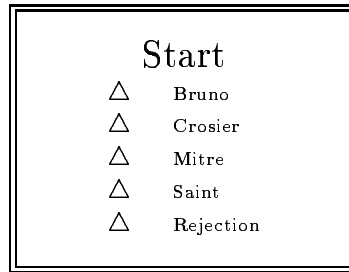 Start
△ Bruno
△ Crosier
△ Mitre
△ Saint
△ Rejection